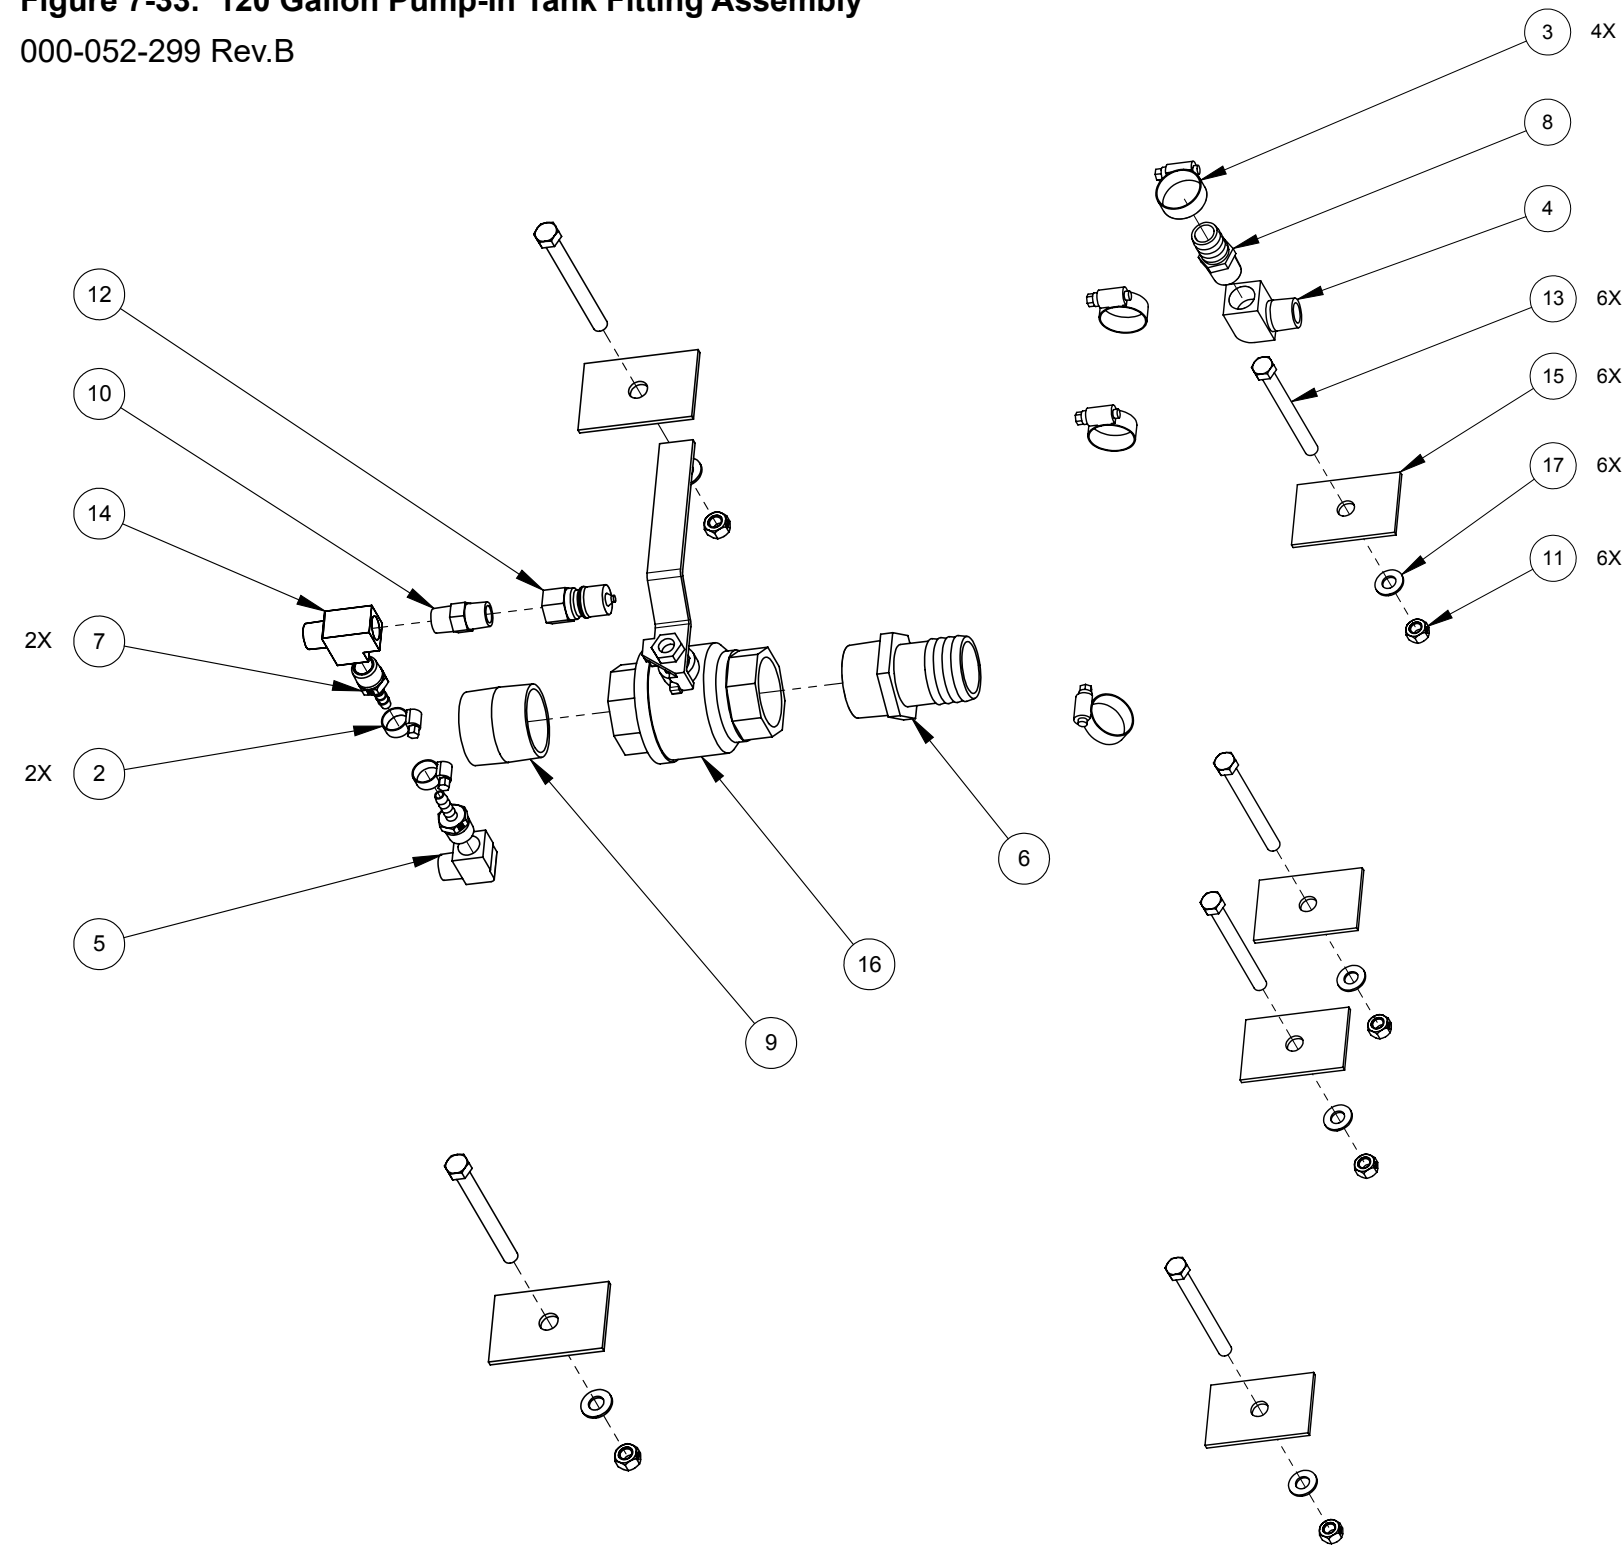 Figure 7-33: 120 Gallon Pump-In Tank Fitting Assembly
000-052-299 Rev.B
3 4X
8
4
12
13 6X
15 6X
10
17 6X
14
11 6X
2X 7
2X 2
6
5
16
9